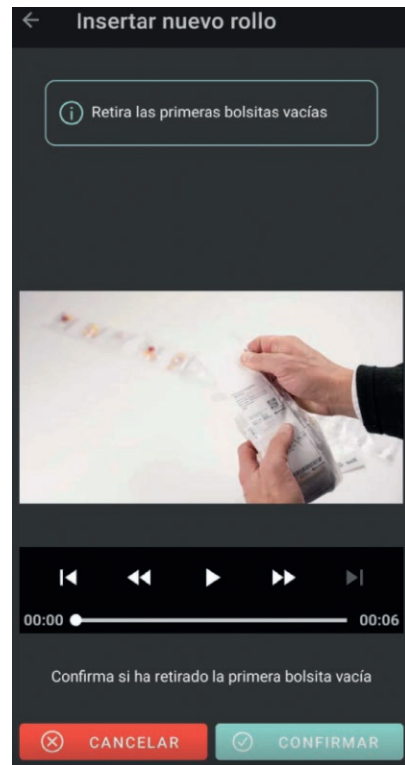 Insertar nuevo rollo
Retira las primeras bolsitas vacías
00:00
00:06
Confirma si ha retirado la primera bolsita vacía
CANCELAR
CONFIRMAR